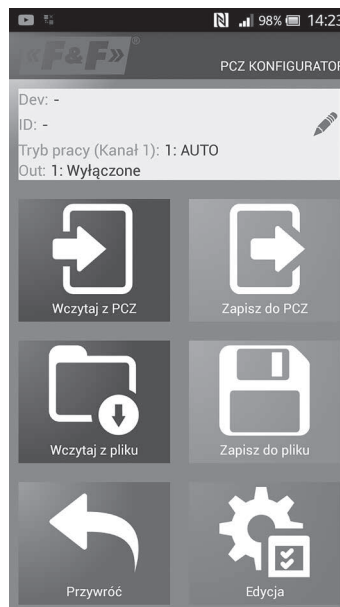 98% 14:23
«F&F»®
PCZ KONFIGURATOR
Dev: -
ID: -
Tryb pracy (Kanał 1): 1: AUTO
Out: 1: Wyłączone
Wczytaj z PCZ Zapisz do PCZ
Wczytaj z pliku Zapisz do pliku
Przywróć Edycja